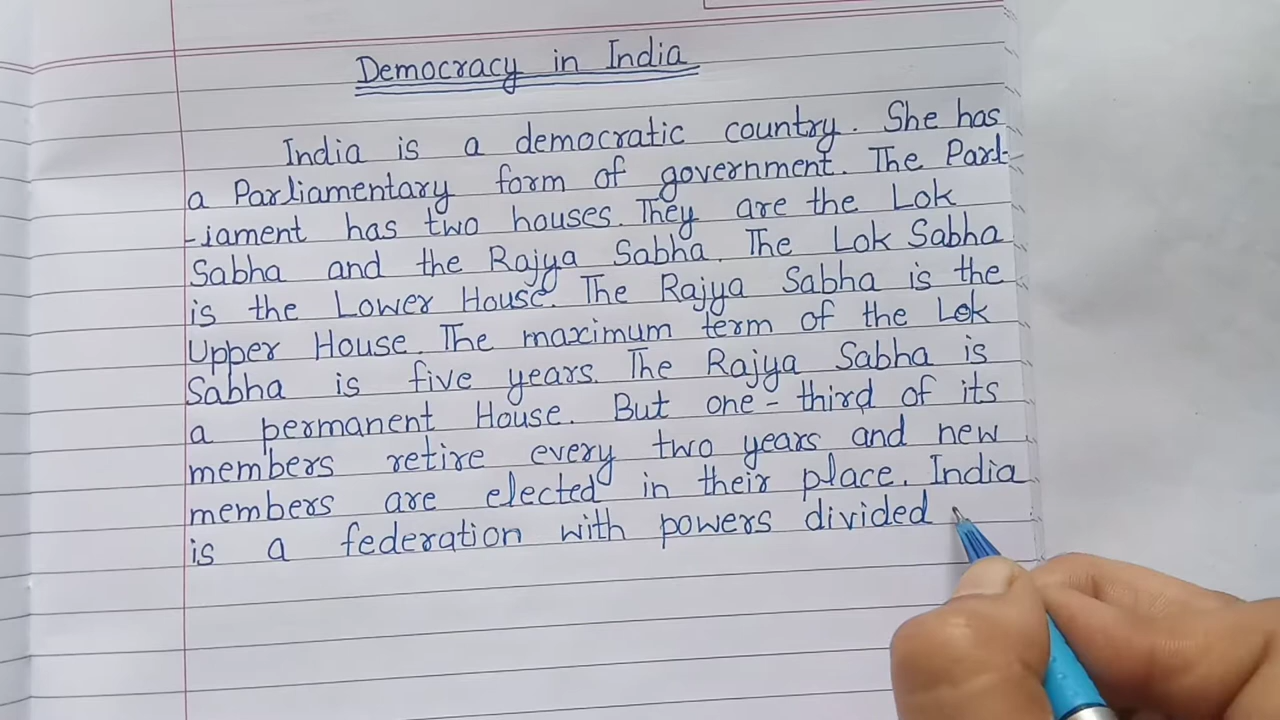 Democracy in India
India is a democratic country. She has
a Parliamentary form of government. The Parl-
-iament has two houses. They are the Lok
Sabha and the Rajya Sabha. The Lok Sabha
is the Lower House. The Rajya Sabha is the
Upper House. The maximum term of the Lok
Sabha is five years. The Rajya Sabha is
a permanent House. But one-third of its
members retire every two years and new
members are elected in their place. India
is a federation with powers divided